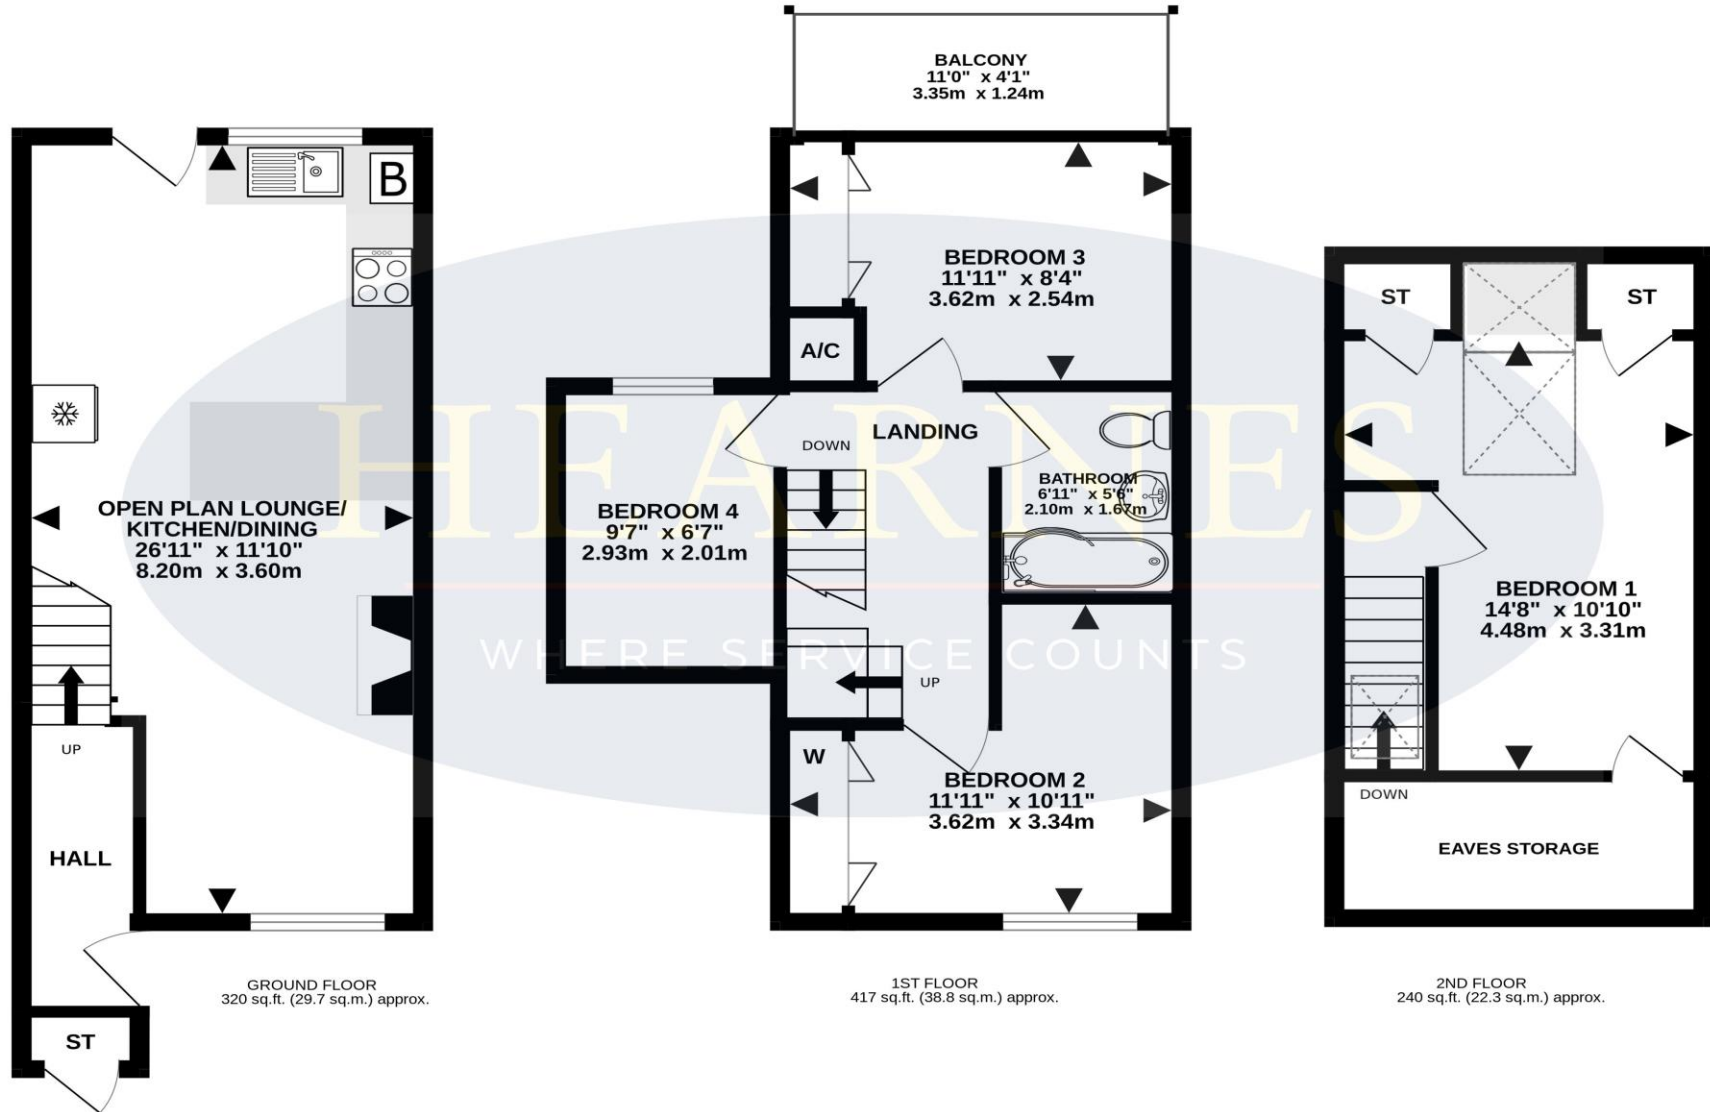 BALCONY
11'0" x 4'1"
3.35m x 1.24m
B
OPEN PLAN LOUNGE/
KITCHEN/DINING
26'11" x 11'10"
8.20m x 3.60m
UP
HALL
ST
GROUND FLOOR
320 sq.ft. (29.7 sq.m.) approx.
BEDROOM 3
11'11" x 8'4"
3.62m x 2.54m
A/C
LANDING
DOWN
BATHROOM
6'11" x 5'6"
2.10m x 1.67m
BEDROOM 4
9'7" x 6'7"
2.93m x 2.01m
UP
W
BEDROOM 2
11'11" x 10'11"
3.62m x 3.34m
1ST FLOOR
417 sq.ft. (38.8 sq.m.) approx.
ST
ST
BEDROOM 1
14'8" x 10'10"
4.48m x 3.31m
DOWN
EAVES STORAGE
2ND FLOOR
240 sq.ft. (22.3 sq.m.) approx.
HEARNES
WHERE SERVICE COUNTS